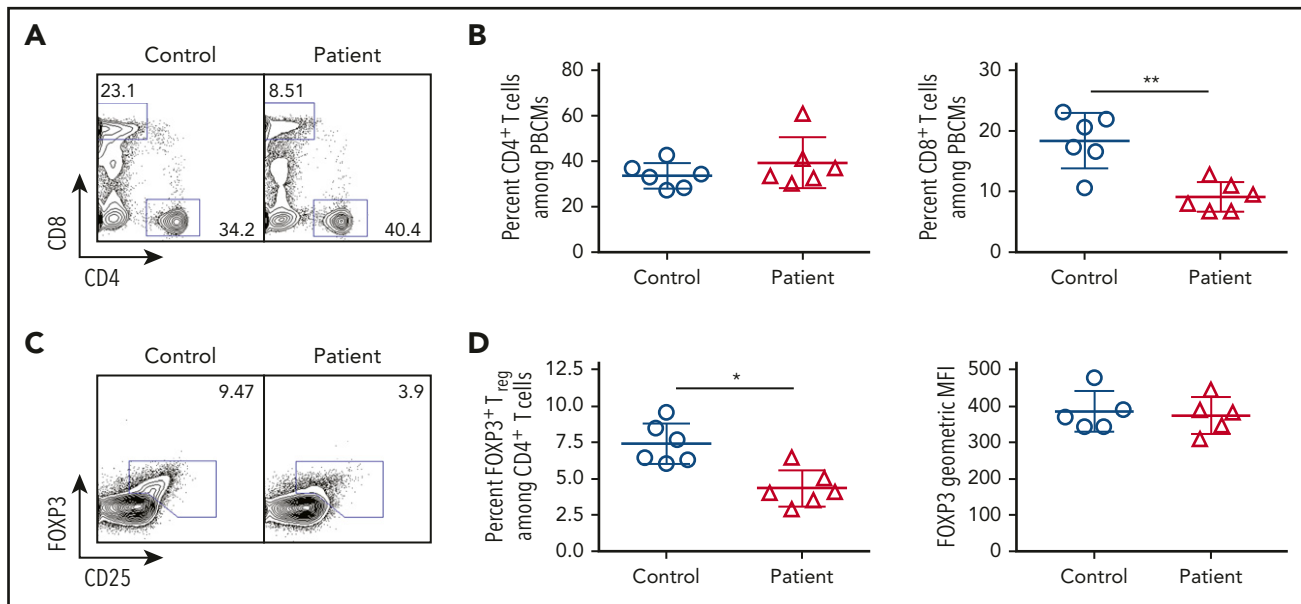 A
Control
Patient
23.1
8.51
34.2
40.4
CD8
CD4
B
Percent CD4+ T cells
among PBCMs
80
60
40
20
0
Control
Patient
Percent CD8+ T cells
among PBCMs
30
20
10
0
**
Control
Patient
C
Control
Patient
9.47
3.9
FOXP3
CD25
D
Percent FOXP3+ Treg
among CD4+ T cells
12.5
10.0
7.5
5.0
2.5
0.0
*
Control
Patient
FOXP3 geometric MFI
500
400
300
200
100
0
Control
Patient